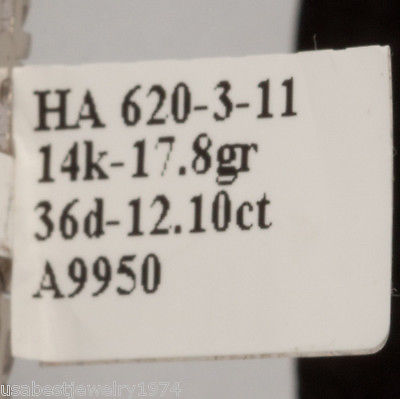 HA 620-3-11
14k-17.8gr
36d-12.10ct
A9950
usabestjewelry1974